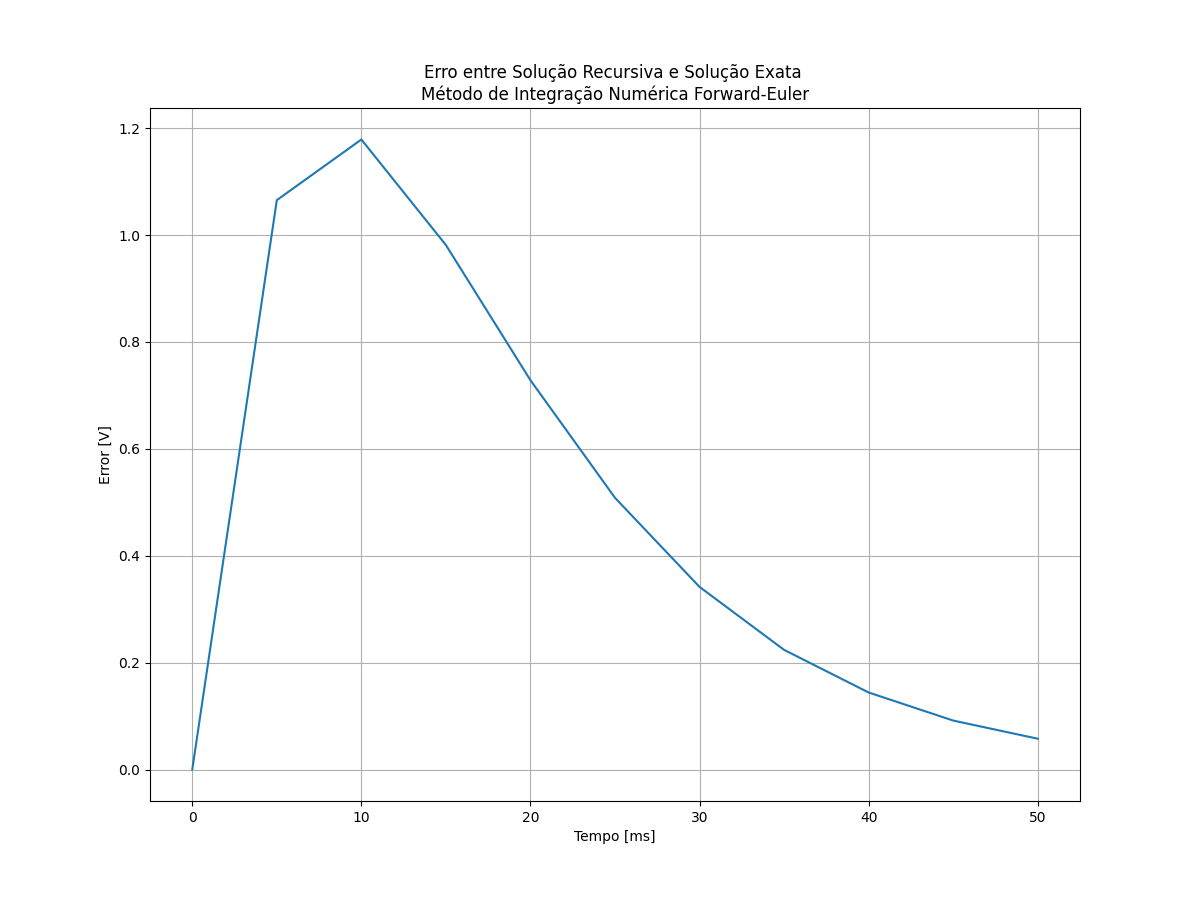 Erro entre Solução Recursiva e Solução Exata
Método de Integração Numérica Forward-Euler
1.2
1.0
0.8
0.6
0.4
0.2
0.0
Error [V]
0 10 20 30 40 50
Tempo [ms]